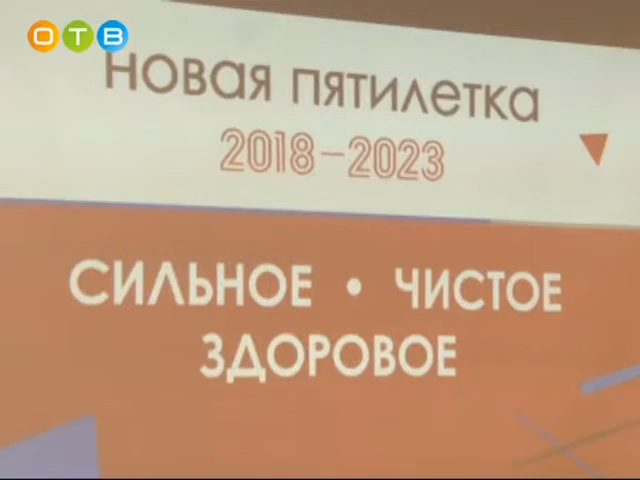 ОТВ
НОВАЯ ПЯТИЛЕТКА
2018-2023
СИЛЬНОЕ • ЧИСТОЕ
ЗДОРОВОЕ